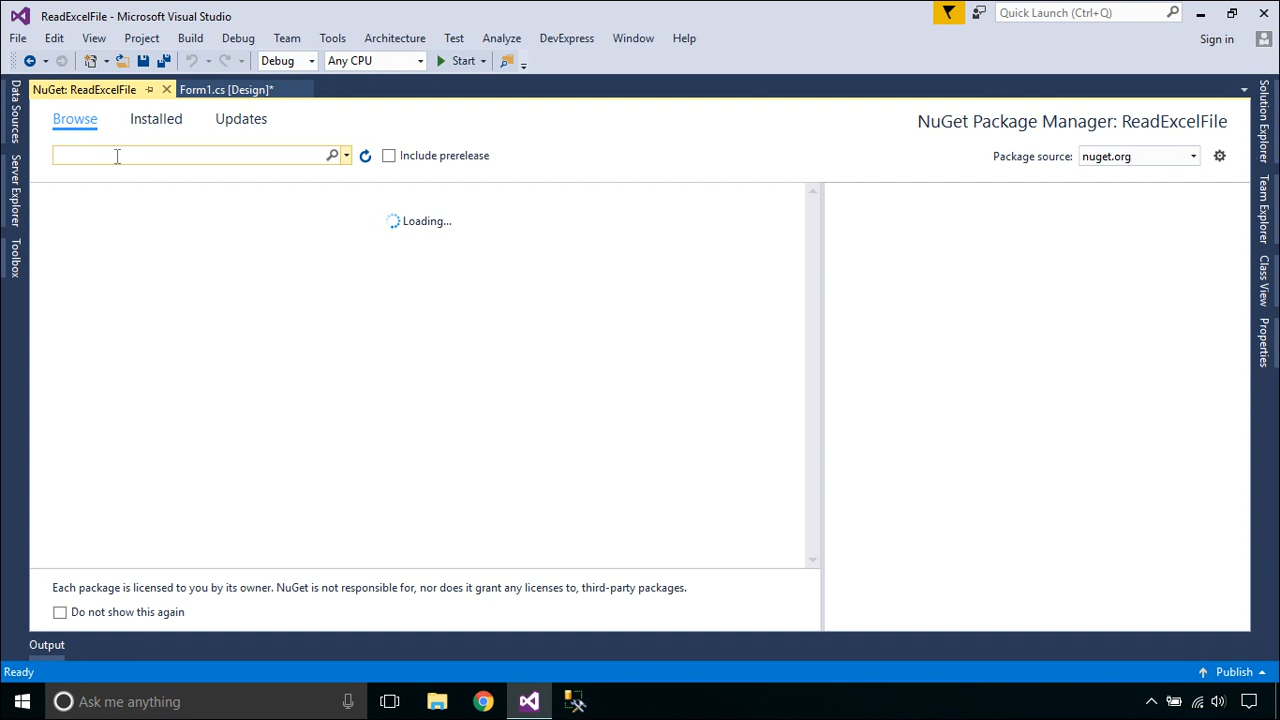 ReadExcelFile - Microsoft Visual Studio
Quick Launch (Ctrl+Q)
File Edit View Project Build Debug Team Tools Architecture Test Analyze DevExpress Window Help
Sign in
Debug Any CPU Start
NuGet: ReadExcelFile Form1.cs [Design]*
Data Sources
Server Explorer
Toolbox
Browse Installed Updates
NuGet Package Manager: ReadExcelFile
Include prerelease
Package source: nuget.org
Loading...
Each package is licensed to you by its owner. NuGet is not responsible for, nor does it grant any licenses to, third-party packages.
Do not show this again
Solution Explorer
Team Explorer
Class View
Properties
Output
Ready
Publish
Ask me anything